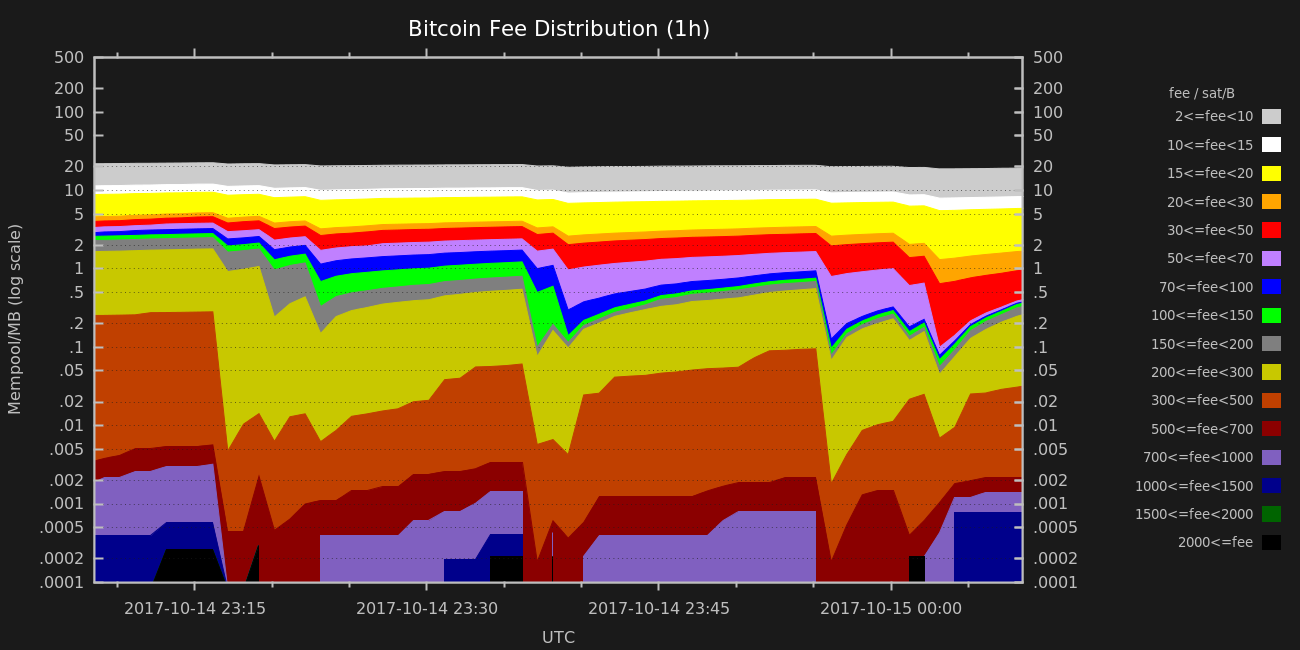 Bitcoin Fee Distribution (1h)
500 500
200 200
100 100
50 50
20 20
10 10
5 5
2 2
1 1
.5 .5
.2 .2
.1 .1
.05 .05
.02 .02
.01 .01
.005 .005
.002 .002
.001 .001
.0005 .0005
.0002 .0002
.0001 .0001
Mempool/MB (log scale)
2017-10-14 23:15 2017-10-14 23:30 2017-10-14 23:45 2017-10-15 00:00
UTC
fee / sat/B
2<=fee<10
10<=fee<15
15<=fee<20
20<=fee<30
30<=fee<50
50<=fee<70
70<=fee<100
100<=fee<150
150<=fee<200
200<=fee<300
300<=fee<500
500<=fee<700
700<=fee<1000
1000<=fee<1500
1500<=fee<2000
2000<=fee